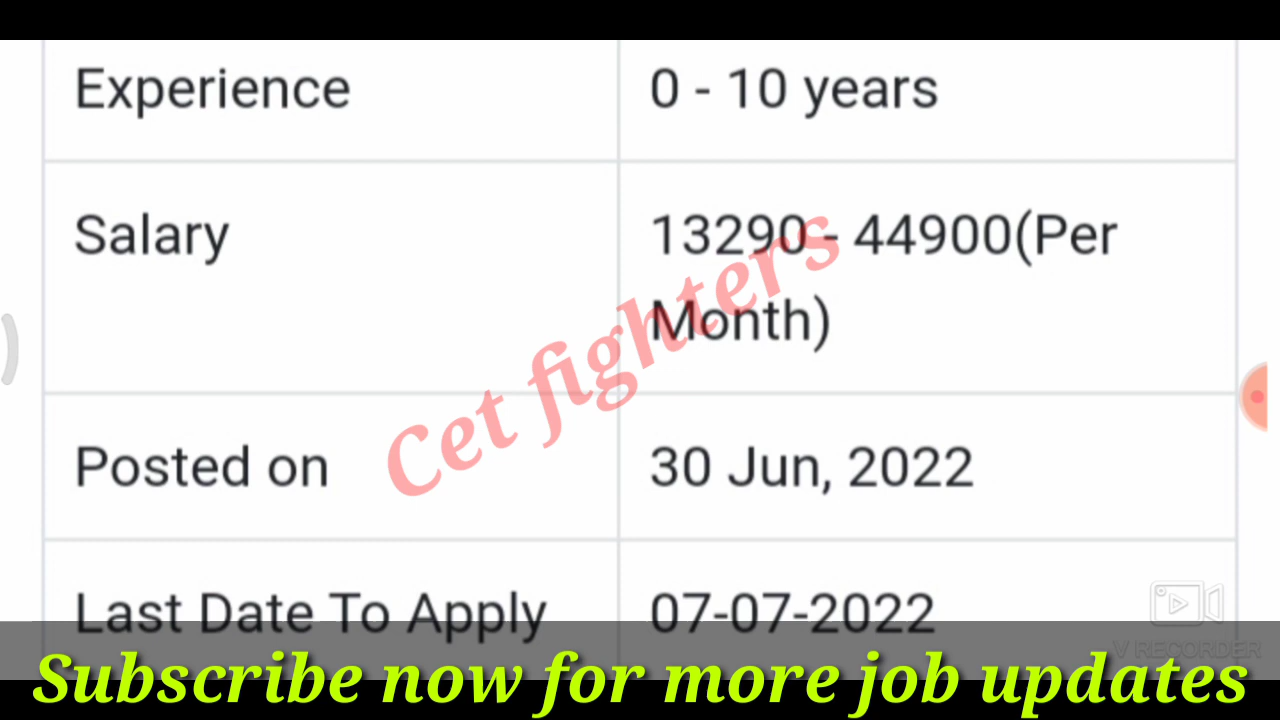 Experience
0 - 10 years
Salary
13290 - 44900(Per
Month)
Cet fighters
Posted on
30 Jun, 2022
Last Date To Apply
07-07-2022
V RECORDER
Subscribe now for more job updates